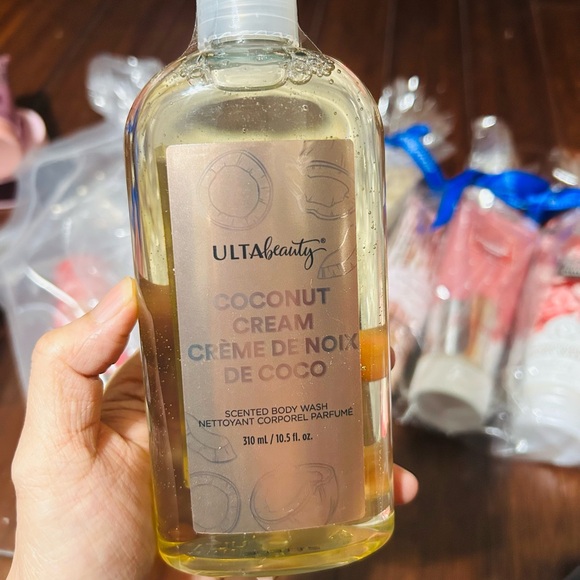 ULTAbeauty®
COCONUT
CREAM
CRÈME DE NOIX
DE COCO
SCENTED BODY WASH
NETTOYANT CORPOREL PARFUMÉ
310 mL / 10.5 fl. oz.